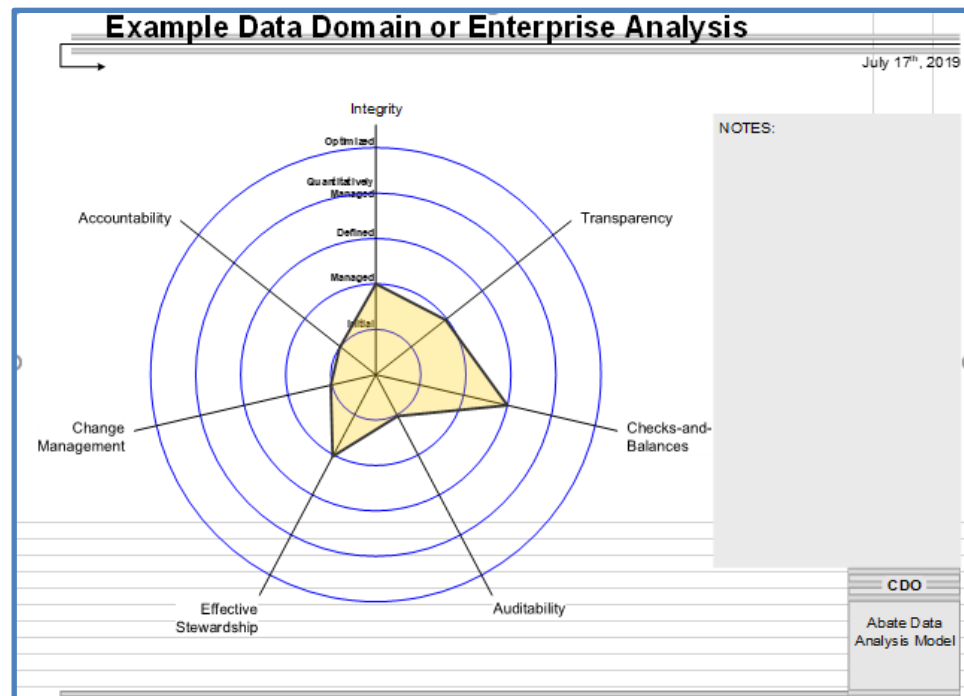 Example Data Domain or Enterprise Analysis
July 17th, 2019
Integrity
NOTES:
Optimized
Quantitatively
Managed
Accountability
Transparency
Defined
Managed
Initial
Change
Management
Checks-and-
Balances
Effective
Stewardship
Auditability
CDO
Abate Data
Analysis Model